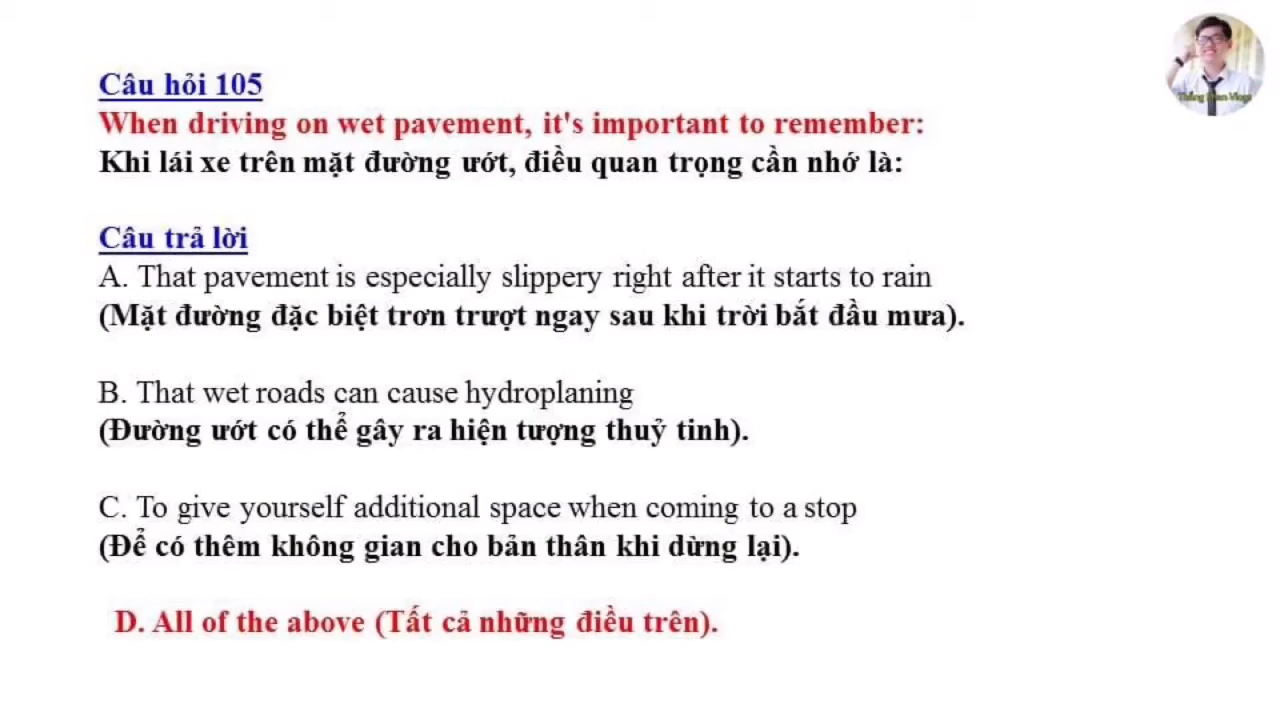 Câu hỏi 105
When driving on wet pavement, it's important to remember:
Khi lái xe trên mặt đường ướt, điều quan trọng cần nhớ là:
Câu trả lời
A. That pavement is especially slippery right after it starts to rain
(Mặt đường đặc biệt trơn trượt ngay sau khi trời bắt đầu mưa).
B. That wet roads can cause hydroplaning
(Đường ướt có thể gây ra hiện tượng thuỷ tinh).
C. To give yourself additional space when coming to a stop
(Để có thêm không gian cho bản thân khi dừng lại).
D. All of the above (Tất cả những điều trên).